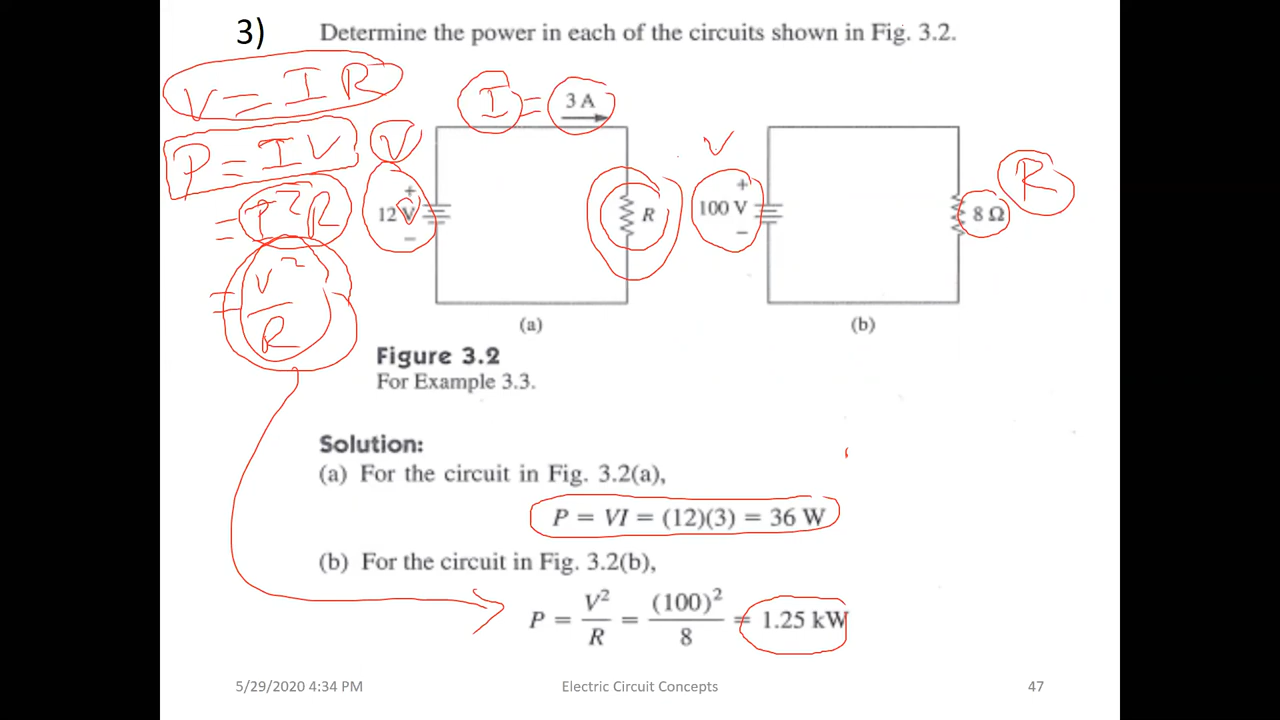 3) Determine the power in each of the circuits shown in Fig. 3.2.
V = I R
P = I V
= I²R
= V²/R
V
I = 3 A
+
12 V
−
R
(a)
V
+
100 V
−
8 Ω
R
(b)
Figure 3.2
For Example 3.3.
Solution:
(a) For the circuit in Fig. 3.2(a),
P = VI = (12)(3) = 36 W
(b) For the circuit in Fig. 3.2(b),
P = V²/R = (100)²/8 = 1.25 kW
5/29/2020 4:34 PM Electric Circuit Concepts 47